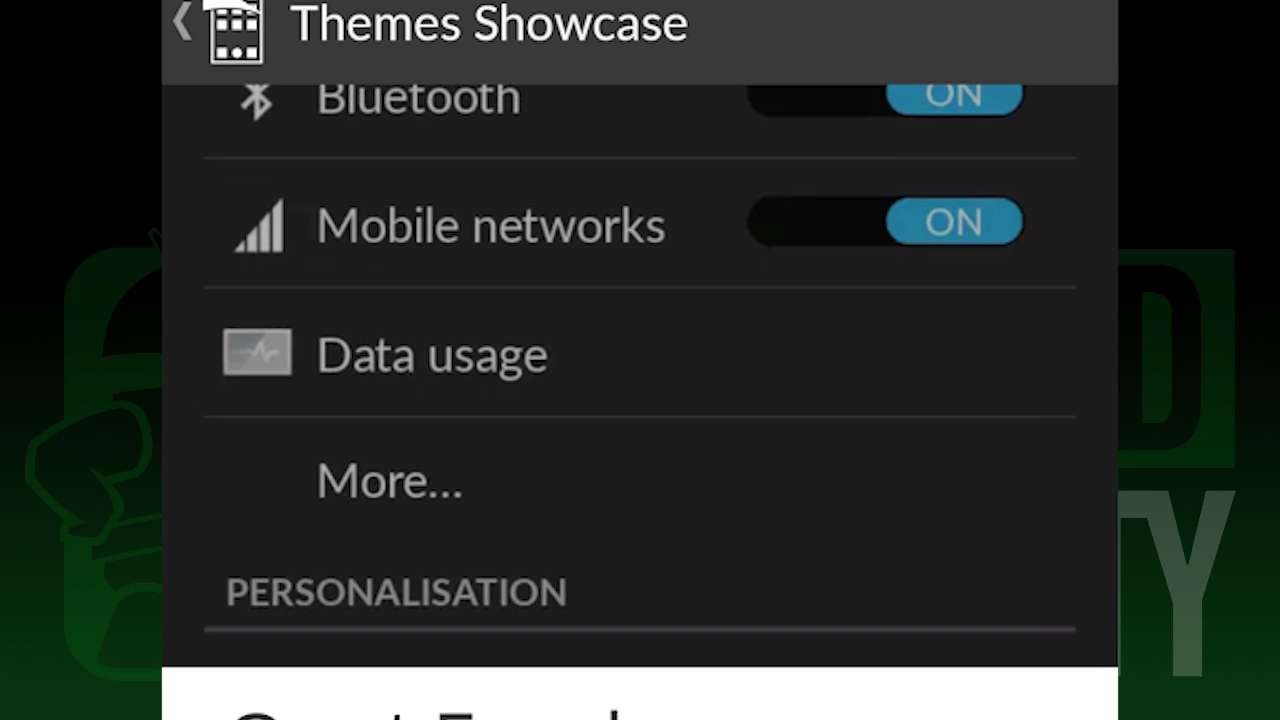 Themes Showcase
Bluetooth
ON
Mobile networks
ON
Data usage
More...
PERSONALISATION